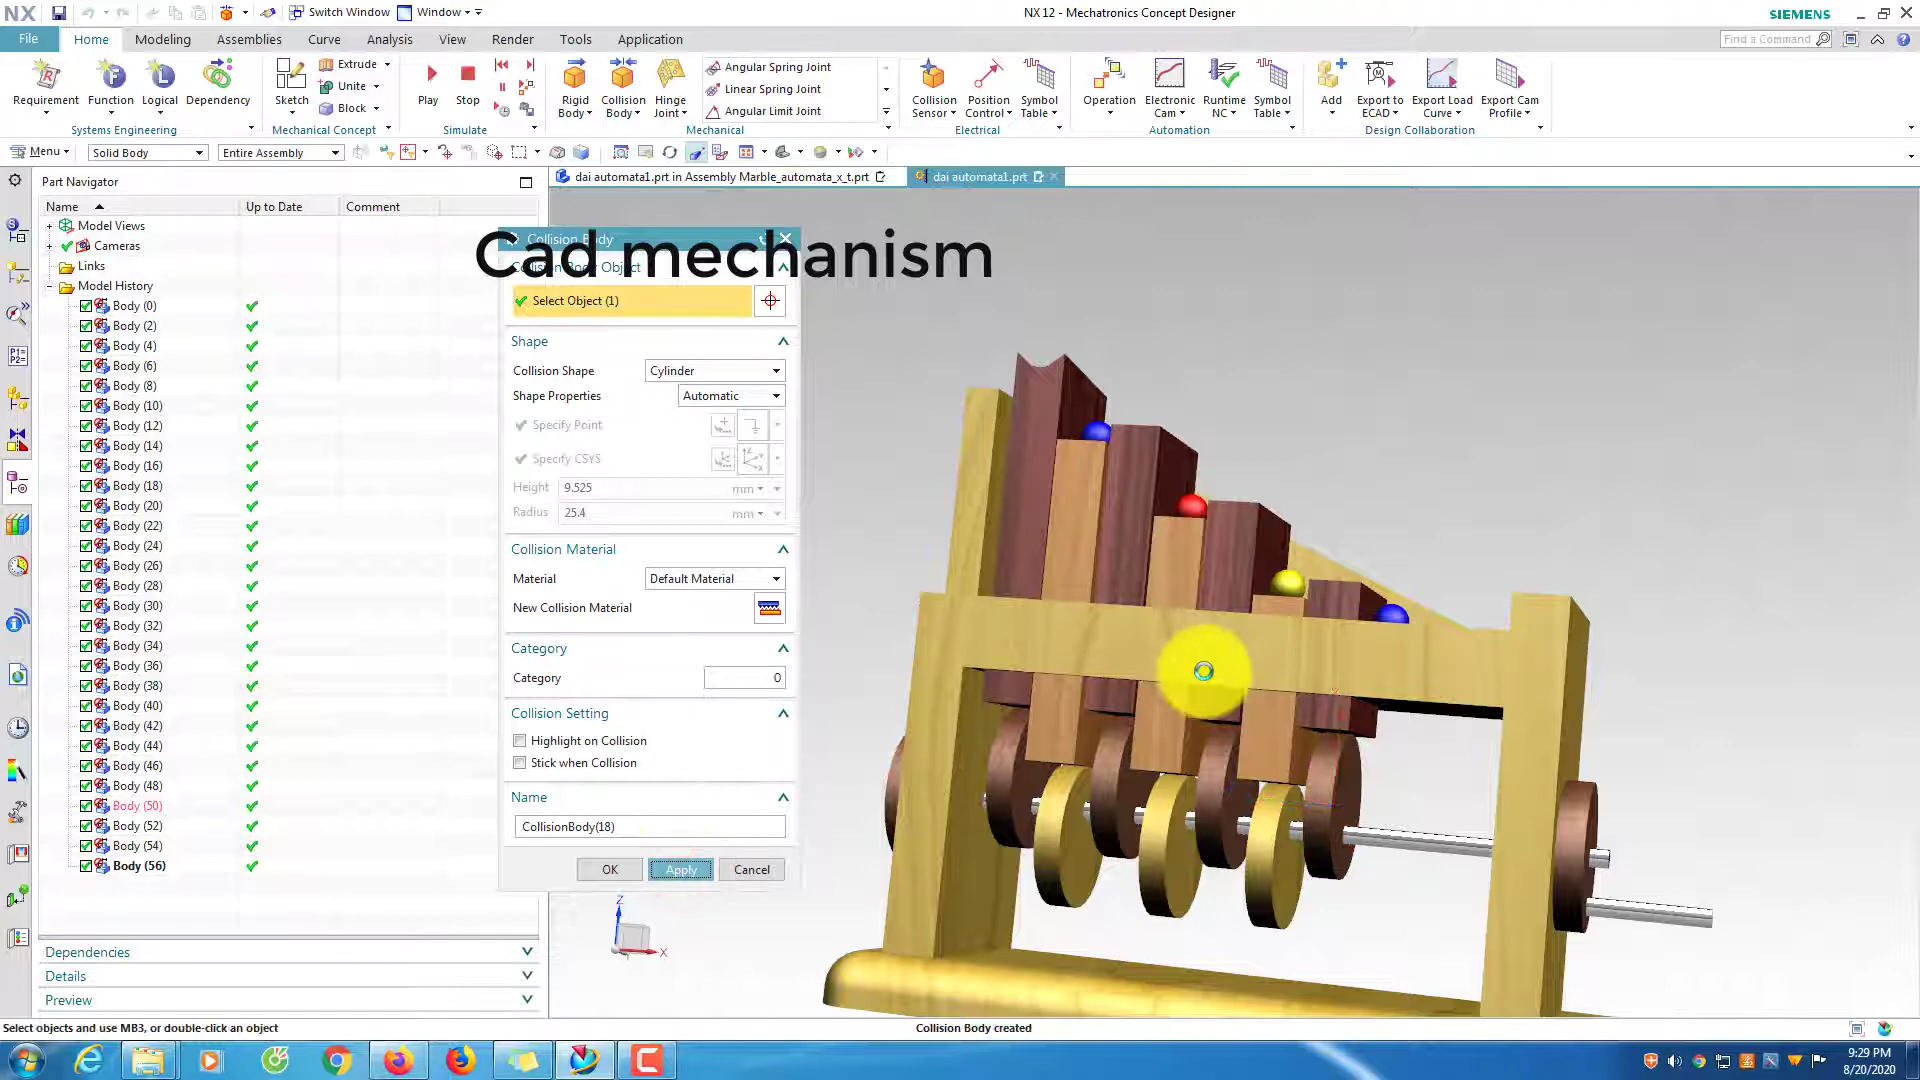 NX
Switch Window
Window
NX 12 - Mechatronics Concept Designer
SIEMENS
File
Home
Modeling
Assemblies
Curve
Analysis
View
Render
Tools
Application
Find a Command
Requirement
Function
Logical
Dependency
Systems Engineering
Sketch
Extrude
Unite
Block
Mechanical Concept
Play
Stop
Simulate
Rigid Body
Collision Body
Hinge Joint
Angular Spring Joint
Linear Spring Joint
Angular Limit Joint
Mechanical
Collision Sensor
Position Control
Symbol Table
Electrical
Operation
Electronic Cam
Runtime NC
Symbol Table
Automation
Add
Export to ECAD
Export Load Curve
Export Cam Profile
Design Collaboration
Menu
Solid Body
Entire Assembly
Part Navigator
dai automata1.prt in Assembly Marble_automata_x_t.prt
dai automata1.prt
Name
Up to Date
Comment
Model Views
Cameras
Links
Model History
Body (0)
Body (2)
Body (4)
Body (6)
Body (8)
Body (10)
Body (12)
Body (14)
Body (16)
Body (18)
Body (20)
Body (22)
Body (24)
Body (26)
Body (28)
Body (30)
Body (32)
Body (34)
Body (36)
Body (38)
Body (40)
Body (42)
Body (44)
Body (46)
Body (48)
Body (50)
Body (52)
Body (54)
Body (56)
Dependencies
Details
Preview
Cad mechanism
Collision Body
Collision Body Object
Select Object (1)
Shape
Collision Shape
Cylinder
Shape Properties
Automatic
Specify Point
Specify CSYS
Height
9.525
mm
Radius
25.4
mm
Collision Material
Material
Default Material
New Collision Material
Category
Category
0
Collision Setting
Highlight on Collision
Stick when Collision
Name
CollisionBody(18)
OK
Apply
Cancel
Z
X
Select objects and use MB3, or double-click an object
Collision Body created
9:29 PM
8/20/2020